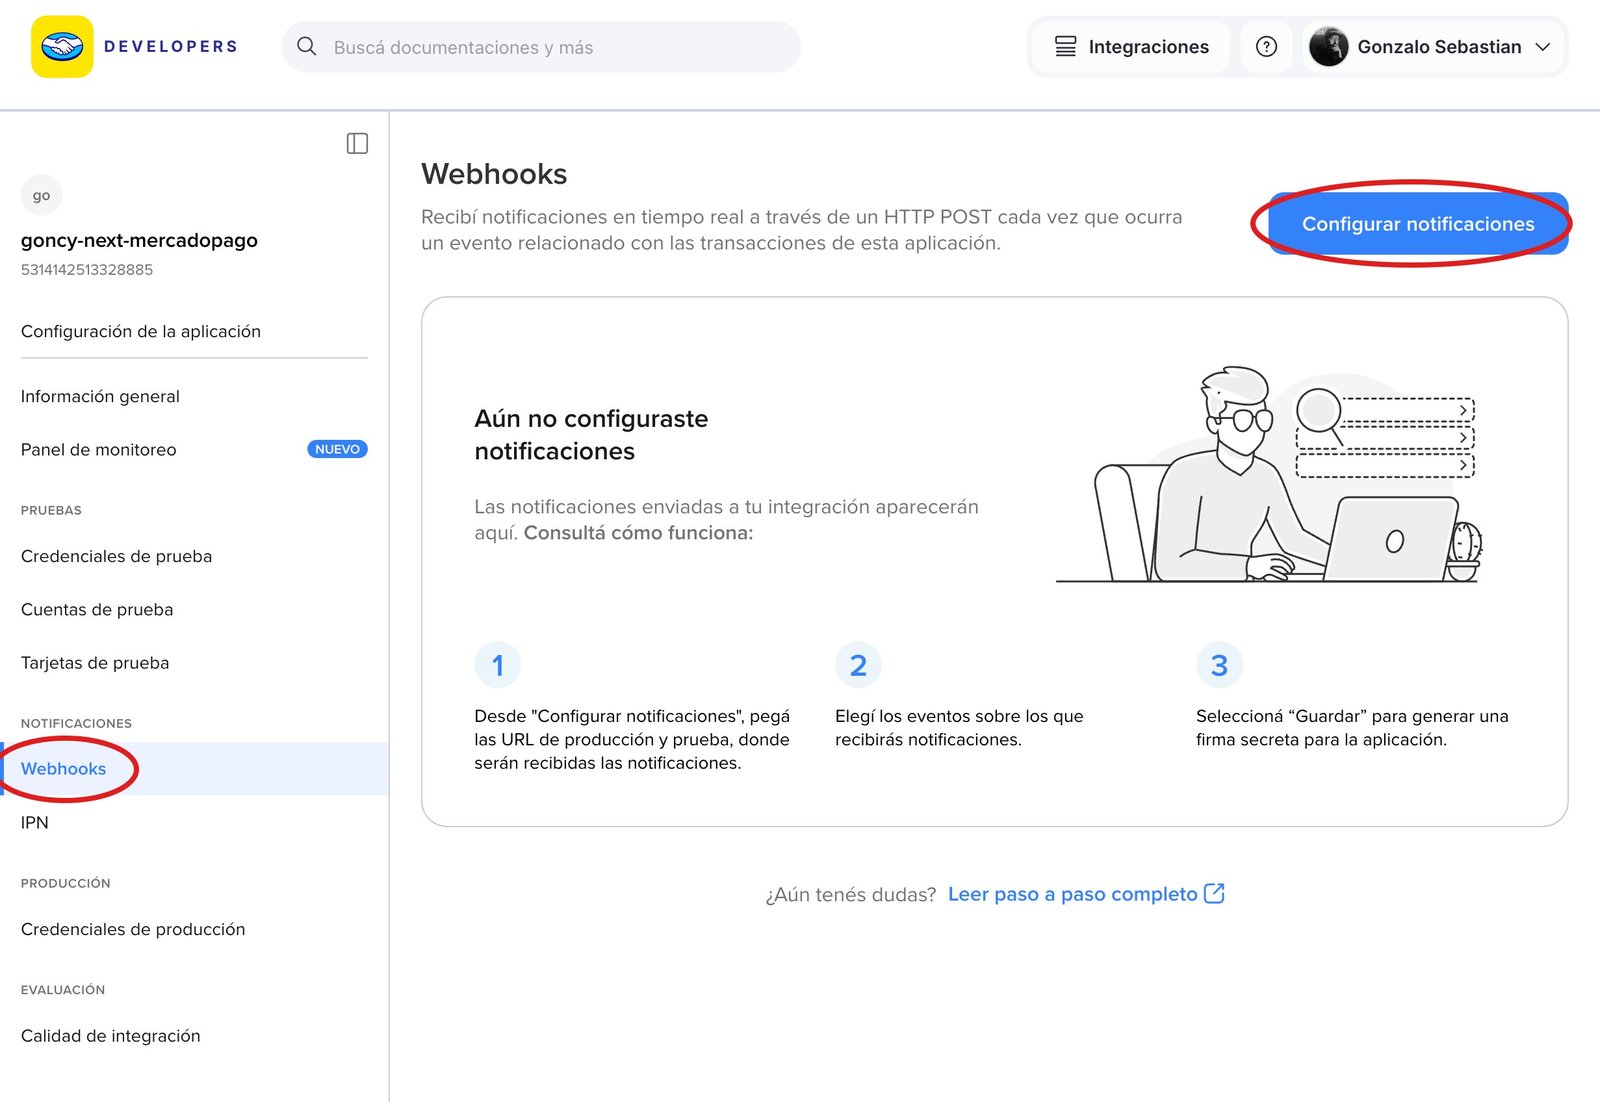 DEVELOPERS
Buscá documentaciones y más
Integraciones
Gonzalo Sebastian
go
goncy-next-mercadopago
5314142513328885
Configuración de la aplicación
Información general
Panel de monitoreo
NUEVO
PRUEBAS
Credenciales de prueba
Cuentas de prueba
Tarjetas de prueba
NOTIFICACIONES
Webhooks
IPN
PRODUCCIÓN
Credenciales de producción
EVALUACIÓN
Calidad de integración
Webhooks
Recibí notificaciones en tiempo real a través de un HTTP POST cada vez que ocurra
un evento relacionado con las transacciones de esta aplicación.
Configurar notificaciones
Aún no configuraste
notificaciones
Las notificaciones enviadas a tu integración aparecerán
aquí. Consultá cómo funciona:
1
Desde "Configurar notificaciones", pegá
las URL de producción y prueba, donde
serán recibidas las notificaciones.
2
Elegí los eventos sobre los que
recibirás notificaciones.
3
Seleccioná “Guardar” para generar una
firma secreta para la aplicación.
¿Aún tenés dudas? Leer paso a paso completo